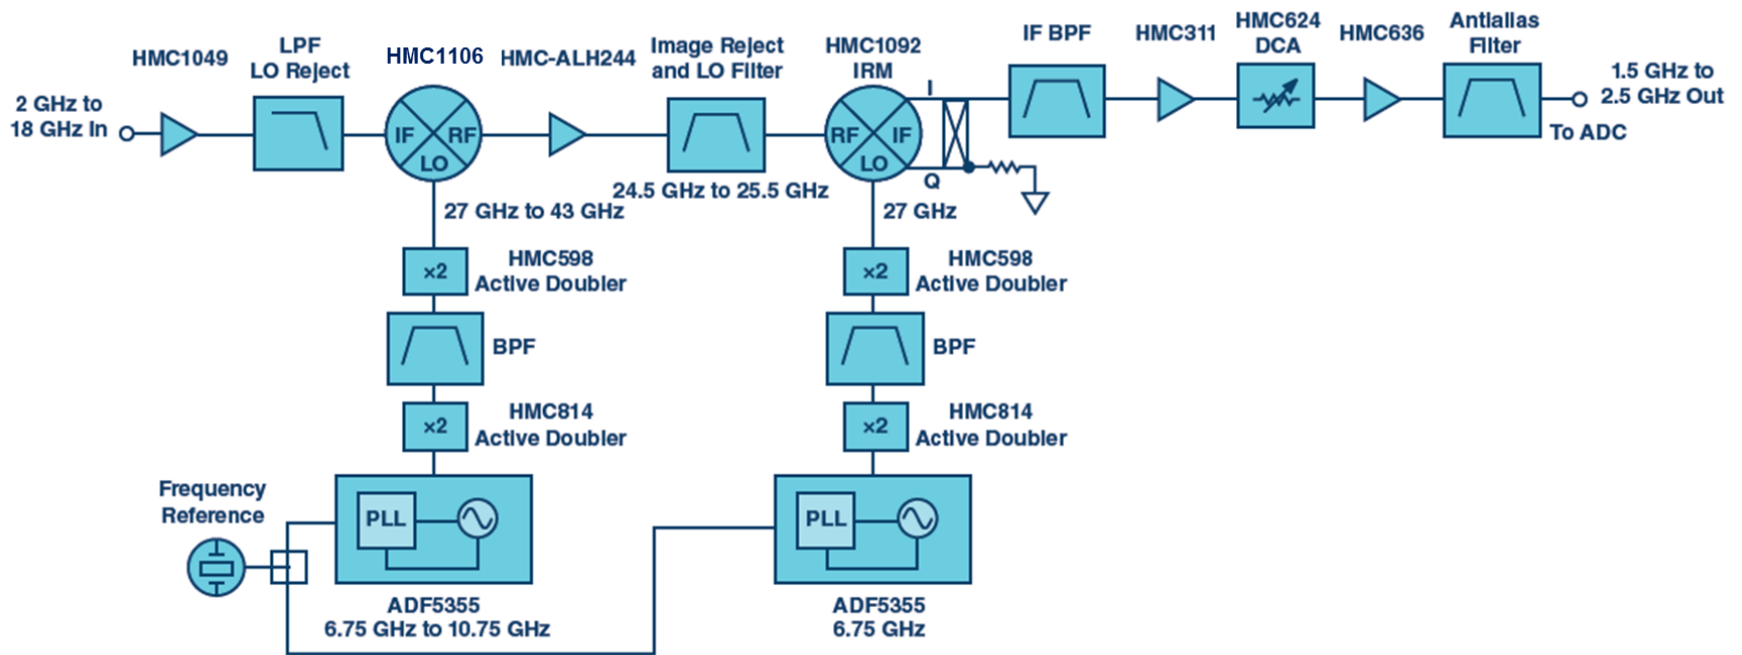 HMC1049
LPF
LO Reject
HMC1106
HMC-ALH244
Image Reject
and LO Filter
HMC1092
IRM
IF BPF
HMC311
HMC624
DCA
HMC636
Antialias
Filter
2 GHz to
18 GHz In
IF
RF
LO
RF
IF
LO
I
Q
1.5 GHz to
2.5 GHz Out
To ADC
24.5 GHz to 25.5 GHz
27 GHz to 43 GHz
27 GHz
×2
HMC598
Active Doubler
×2
HMC598
Active Doubler
BPF
BPF
×2
HMC814
Active Doubler
×2
HMC814
Active Doubler
Frequency
Reference
PLL
PLL
ADF5355
6.75 GHz to 10.75 GHz
ADF5355
6.75 GHz